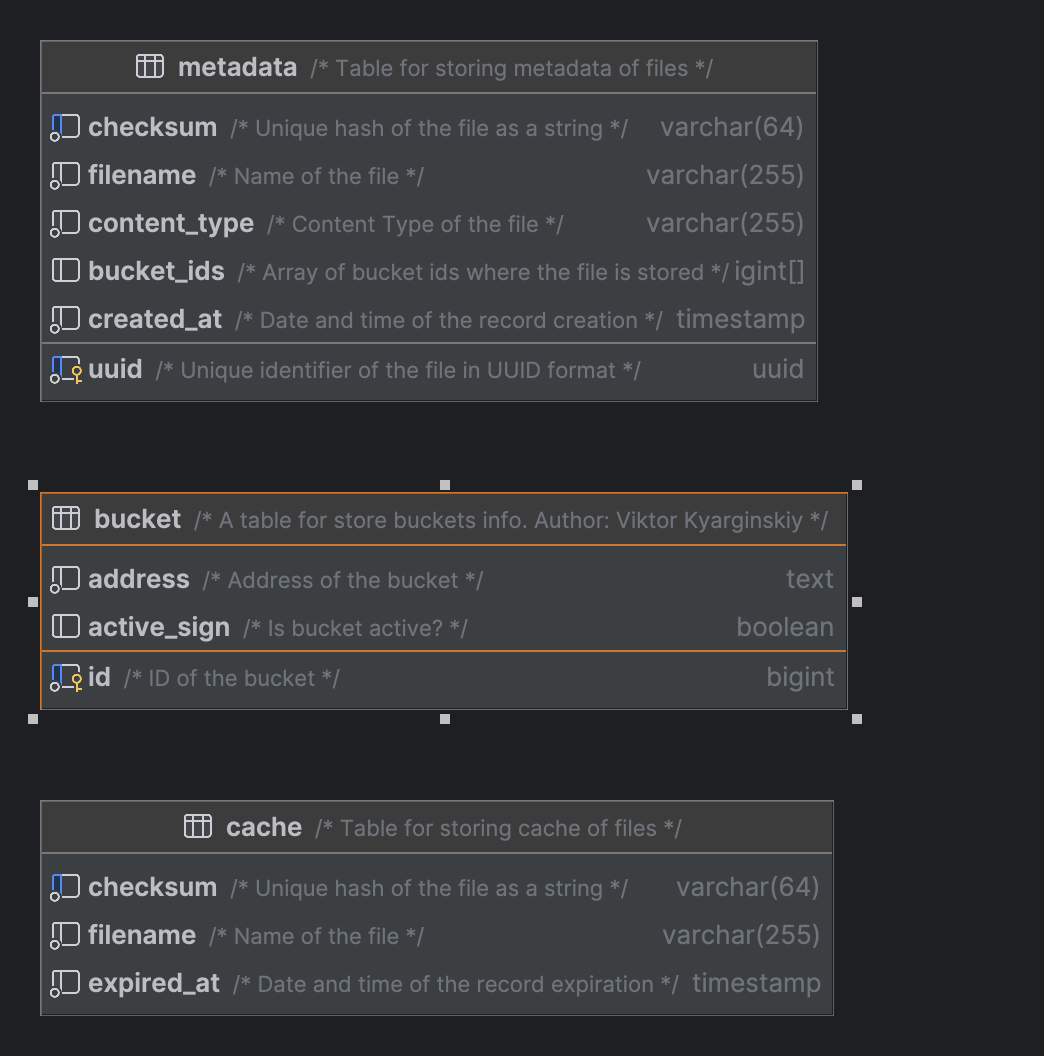 metadata /* Table for storing metadata of files */
checksum /* Unique hash of the file as a string */ varchar(64)
filename /* Name of the file */ varchar(255)
content_type /* Content Type of the file */ varchar(255)
bucket_ids /* Array of bucket ids where the file is stored */ igint[]
created_at /* Date and time of the record creation */ timestamp
uuid /* Unique identifier of the file in UUID format */ uuid
bucket /* A table for store buckets info. Author: Viktor Kyarginskiy */
address /* Address of the bucket */ text
active_sign /* Is bucket active? */ boolean
id /* ID of the bucket */ bigint
cache /* Table for storing cache of files */
checksum /* Unique hash of the file as a string */ varchar(64)
filename /* Name of the file */ varchar(255)
expired_at /* Date and time of the record expiration */ timestamp